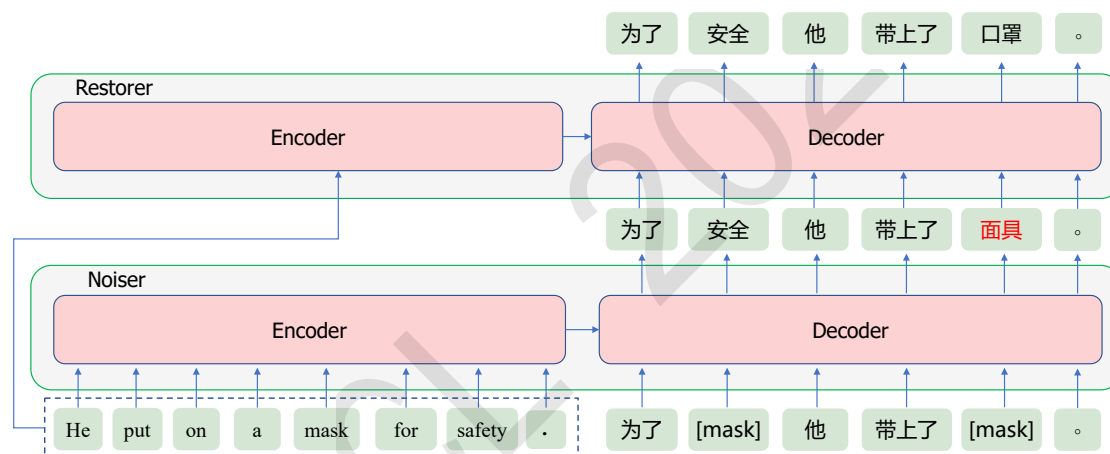 为了 安全 他 带上了 口罩 。
Restorer
Encoder Decoder
为了 安全 他 带上了 面具 。
Noiser
Encoder Decoder
He put on a mask for safety .
为了 [mask] 他 带上了 [mask] 。
CL 202